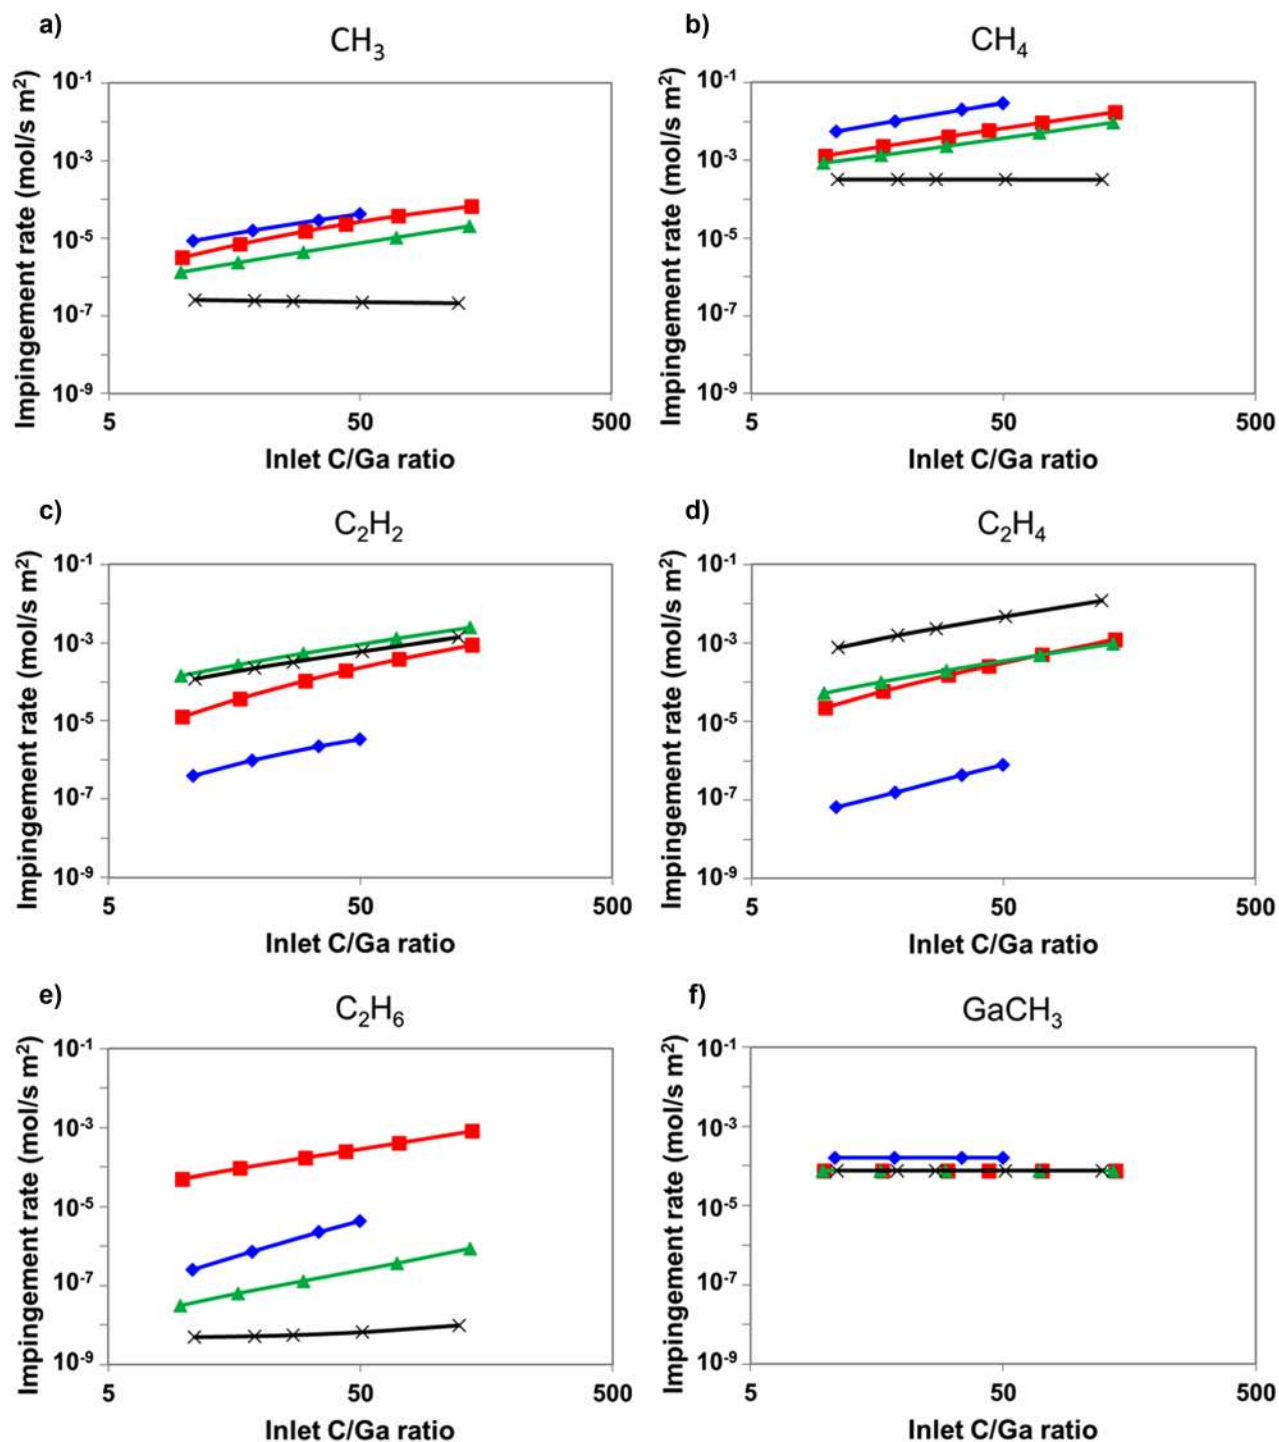 a)
CH₃
Impingement rate (mol/s m²)
10⁻¹
10⁻³
10⁻⁵
10⁻⁷
10⁻⁹
5 50 500
Inlet C/Ga ratio
b)
CH₄
Impingement rate (mol/s m²)
10⁻¹
10⁻³
10⁻⁵
10⁻⁷
10⁻⁹
5 50 500
Inlet C/Ga ratio
c)
C₂H₂
Impingement rate (mol/s m²)
10⁻¹
10⁻³
10⁻⁵
10⁻⁷
10⁻⁹
5 50 500
Inlet C/Ga ratio
d)
C₂H₄
Impingement rate (mol/s m²)
10⁻¹
10⁻³
10⁻⁵
10⁻⁷
10⁻⁹
5 50 500
Inlet C/Ga ratio
e)
C₂H₆
Impingement rate (mol/s m²)
10⁻¹
10⁻³
10⁻⁵
10⁻⁷
10⁻⁹
5 50 500
Inlet C/Ga ratio
f)
GaCH₃
Impingement rate (mol/s m²)
10⁻¹
10⁻³
10⁻⁵
10⁻⁷
10⁻⁹
5 50 500
Inlet C/Ga ratio